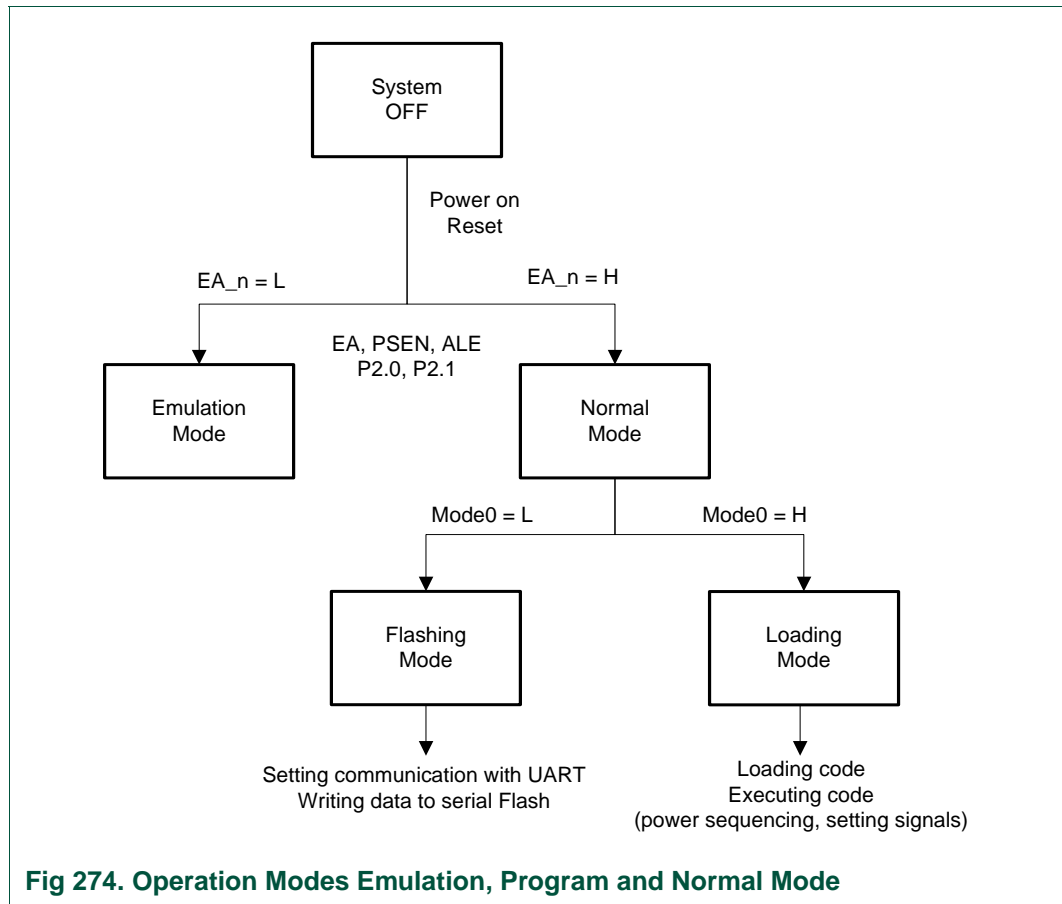 System
OFF
Power on
Reset
EA_n = L
EA_n = H
EA, PSEN, ALE
P2.0, P2.1
Emulation
Mode
Normal
Mode
Mode0 = L
Mode0 = H
Flashing
Mode
Loading
Mode
Setting communication with UART
Writing data to serial Flash
Loading code
Executing code
(power sequencing, setting signals)
Fig 274. Operation Modes Emulation, Program and Normal Mode